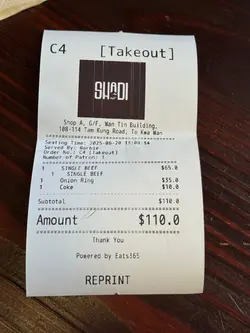 C4 [Takeout]
SHADI
Shop A, G/F, Wan Tin Building,
108-114 Tam Kung Road, To Kwa Wan
Seating Time: 2025-06-20 11:09:54
Served By: Barbie
Order No.: C4 [Takeout]
Number of Patron: 1
1 SINGLE BEEF $65.0
1 SINGLE BEEF
1 Onion Ring $35.0
1 Coke $10.0
Subtotal $110.0
Amount $110.0
Thank You
Powered by Eats365
REPRINT